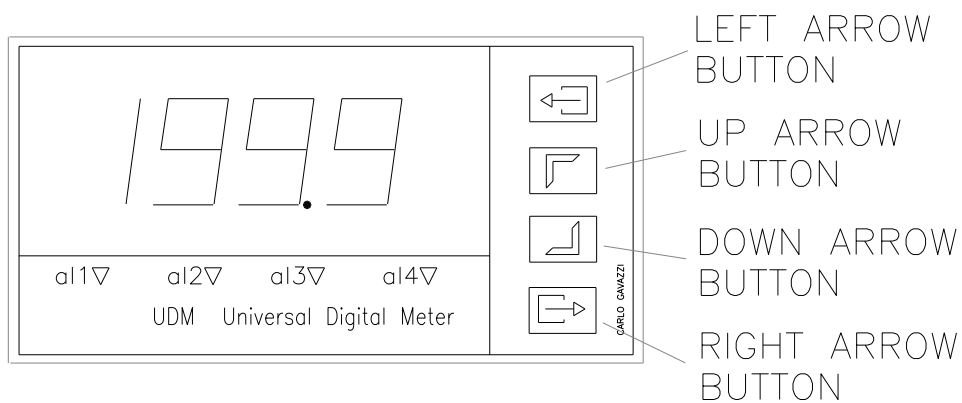 199.9
al1▽ al2▽ al3▽ al4▽
UDM Universal Digital Meter
CARLO GAVAZZI
LEFT ARROW
BUTTON
UP ARROW
BUTTON
DOWN ARROW
BUTTON
RIGHT ARROW
BUTTON